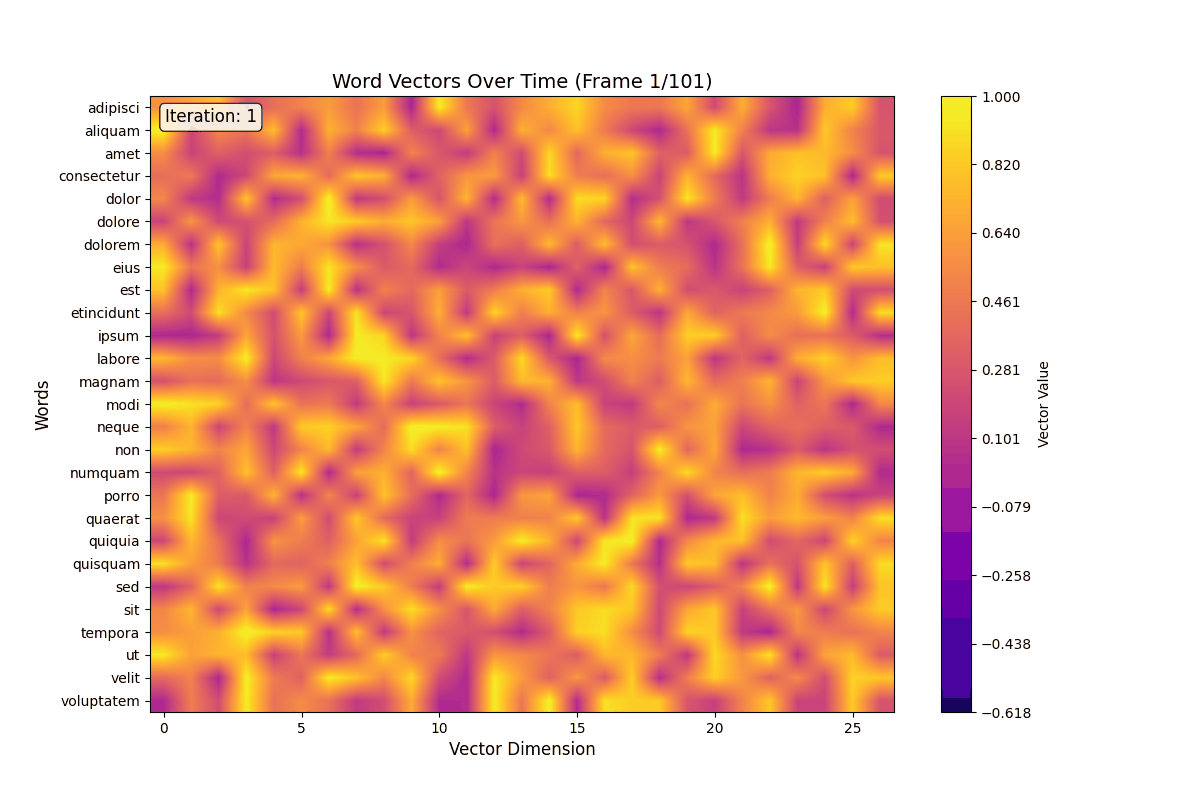 Word Vectors Over Time (Frame 1/101)
Iteration: 1
Words
adipisci
aliquam
amet
consectetur
dolor
dolore
dolorem
eius
est
etincidunt
ipsum
labore
magnam
modi
neque
non
numquam
porro
quaerat
quiquia
quisquam
sed
sit
tempora
ut
velit
voluptatem
0 5 10 15 20 25
Vector Dimension
1.000
0.820
0.640
0.461
0.281
0.101
−0.079
−0.258
−0.438
−0.618
Vector Value